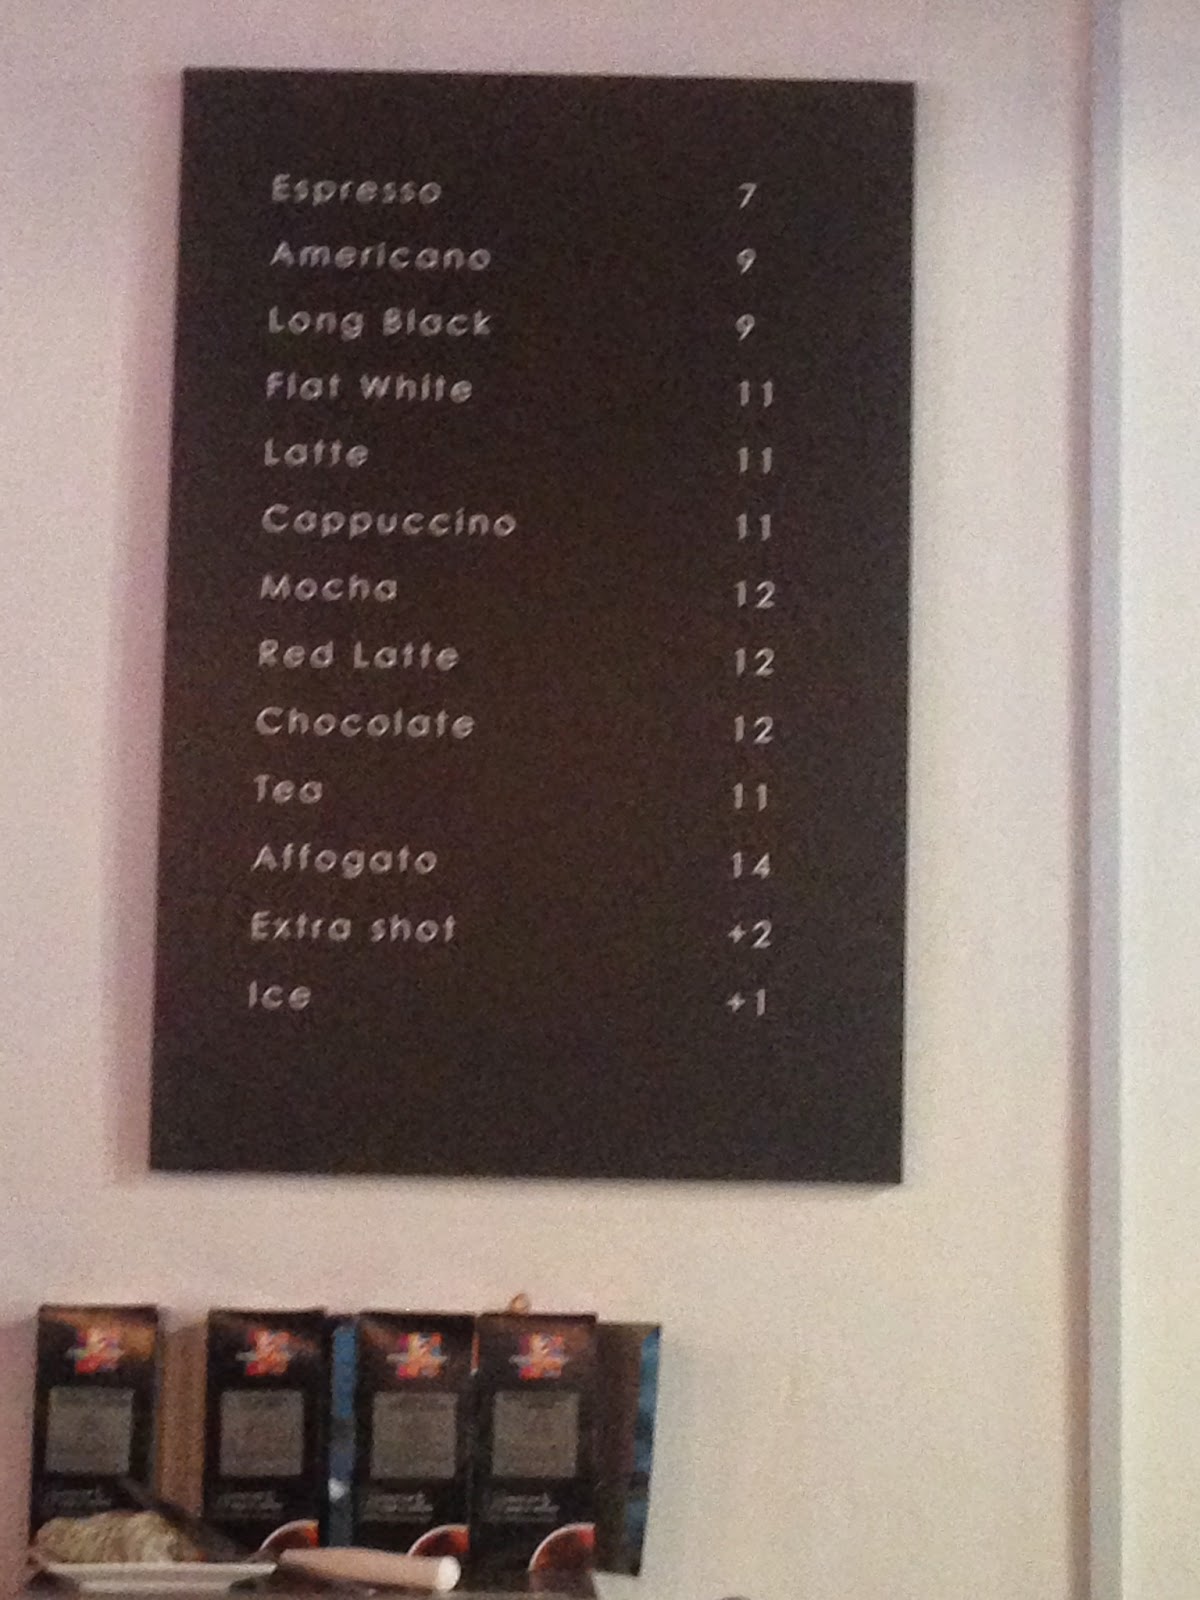 Espresso 7
Americano 9
Long Black 9
Flat White 11
Latte 11
Cappuccino 11
Mocha 12
Red Latte 12
Chocolate 12
Tea 11
Affogato 14
Extra shot +2
Ice +1